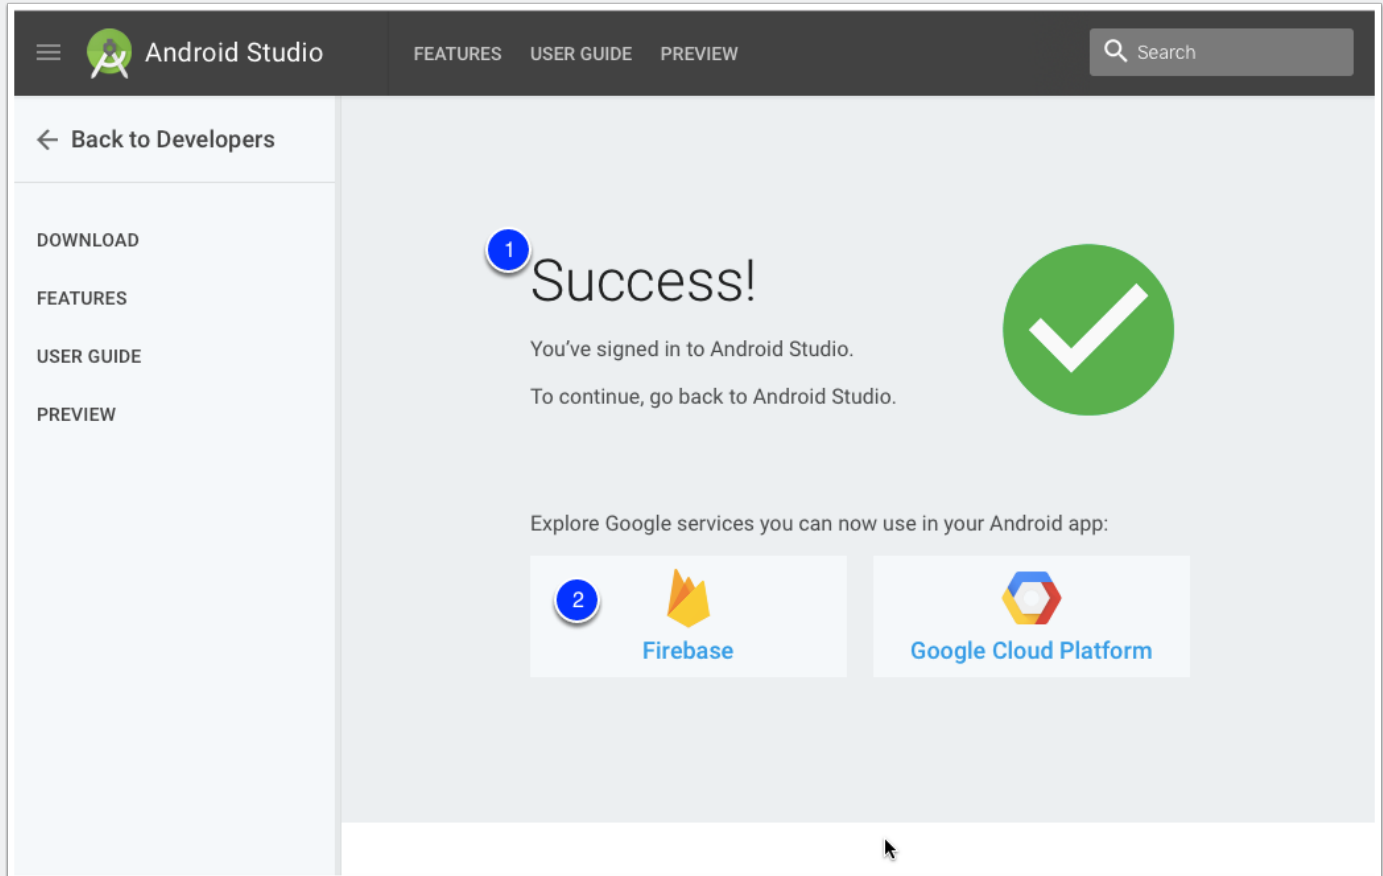 Android Studio
FEATURES
USER GUIDE
PREVIEW
Search
Back to Developers
DOWNLOAD
FEATURES
USER GUIDE
PREVIEW
1
Success!
You've signed in to Android Studio.
To continue, go back to Android Studio.
Explore Google services you can now use in your Android app:
2
Firebase
Google Cloud Platform